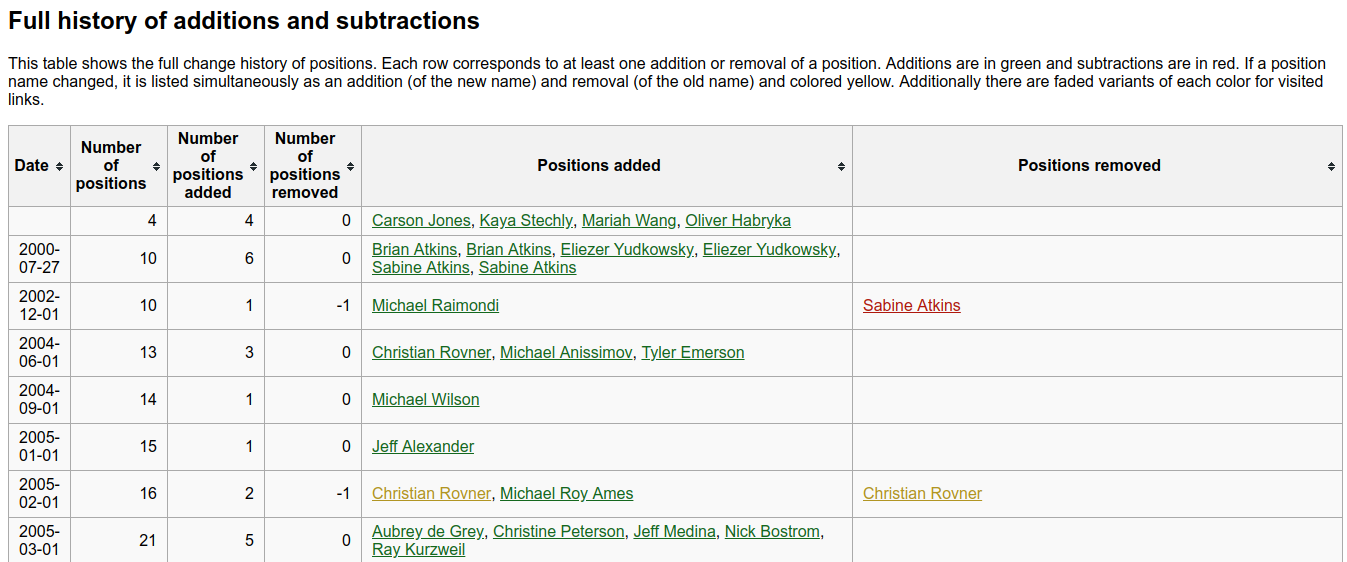 Full history of additions and subtractions
This table shows the full change history of positions. Each row corresponds to at least one addition or removal of a position. Additions are in green and subtractions are in red. If a position
name changed, it is listed simultaneously as an addition (of the new name) and removal (of the old name) and colored yellow. Additionally there are faded variants of each color for visited
links.
Date
Number
of
positions
Number
of
positions
added
Number
of
positions
removed
Positions added
Positions removed
4 4 0 Carson Jones, Kaya Stechly, Mariah Wang, Oliver Habryka
2000-
07-27
10 6 0
Brian Atkins, Brian Atkins, Eliezer Yudkowsky, Eliezer Yudkowsky,
Sabine Atkins, Sabine Atkins
2002-
12-01
10 1 -1 Michael Raimondi Sabine Atkins
2004-
06-01
13 3 0 Christian Rovner, Michael Anissimov, Tyler Emerson
2004-
09-01
14 1 0 Michael Wilson
2005-
01-01
15 1 0 Jeff Alexander
2005-
02-01
16 2 -1 Christian Rovner, Michael Roy Ames Christian Rovner
2005-
03-01
21 5 0
Aubrey de Grey, Christine Peterson, Jeff Medina, Nick Bostrom,
Ray Kurzweil